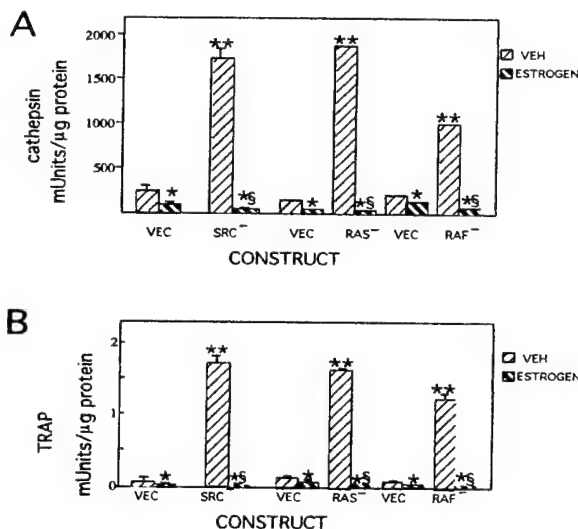 A
cathepsin
mUnits/μg protein
2000
1500
1000
500
** ** **
* *§ * *§ * *§
VEH
ESTROGEN
VEC SRC⁻ VEC RAS⁻ VEC RAF⁻
CONSTRUCT
B
TRAP
mUnits/μg protein
2
1
0
** ** **
* *§ * *§ * *§
VEH
ESTROGEN
VEC SRC⁻ VEC RAS⁻ VEC RAF⁻
CONSTRUCT